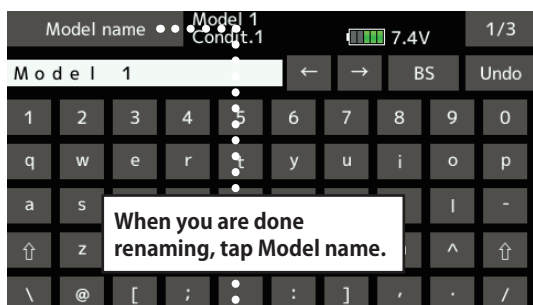 Model name Model 1 7.4V 1/3
Condit.1
Model 1 ← → BS Undo
1 2 3 4 5 6 7 8 9 0
q w e r t y u i o p
a s l -
⇧ z ^ ⇧
When you are done
renaming, tap Model name.
\ @ [ ; : ] , . /